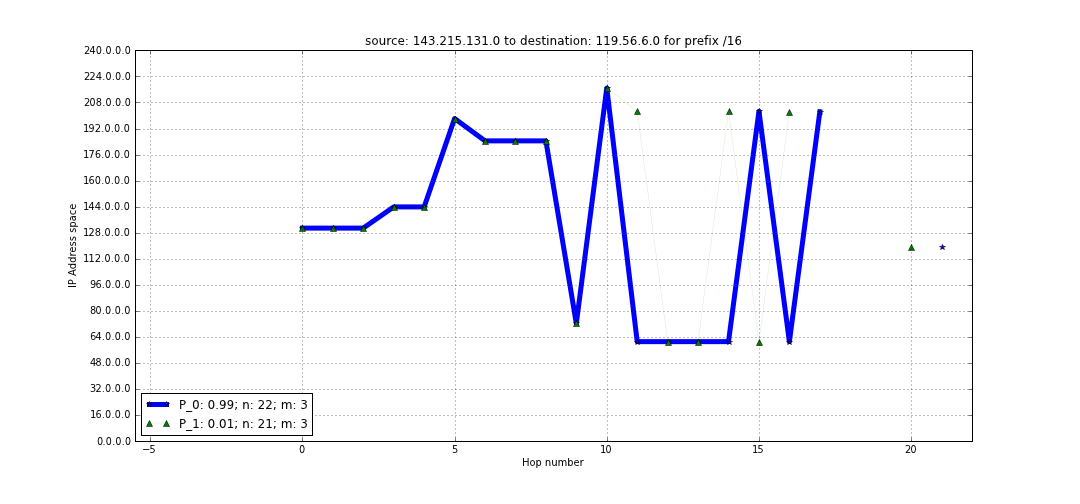 source: 143.215.131.0 to destination: 119.56.6.0 for prefix /16
240.0.0.0
224.0.0.0
208.0.0.0
192.0.0.0
176.0.0.0
160.0.0.0
144.0.0.0
128.0.0.0
112.0.0.0
96.0.0.0
80.0.0.0
64.0.0.0
48.0.0.0
32.0.0.0
16.0.0.0
0.0.0.0
IP Address space
P_0: 0.99; n: 22; m: 3
P_1: 0.01; n: 21; m: 3
−5 0 5 10 15 20
Hop number